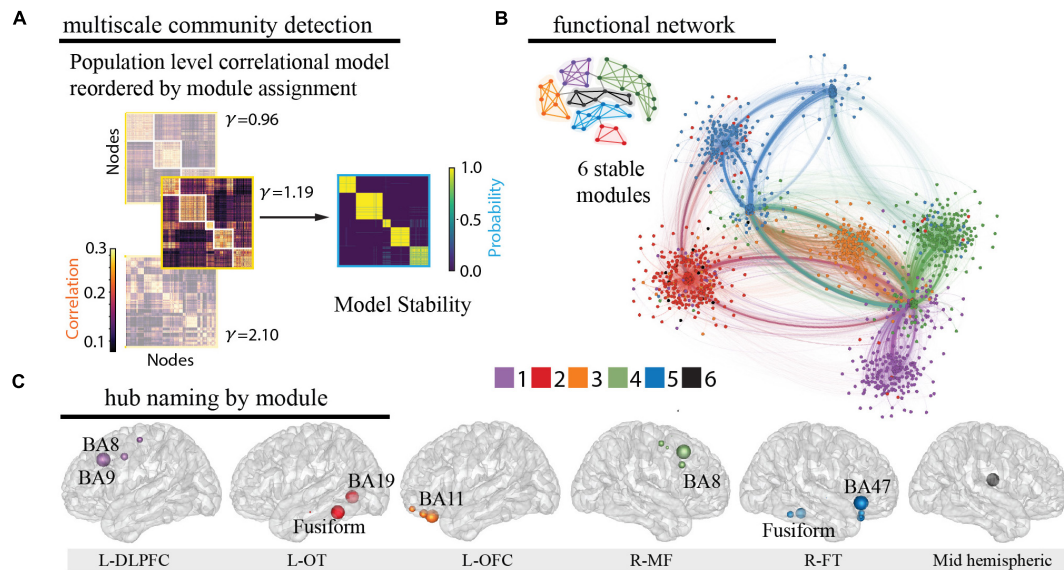 A
multiscale community detection
Population level correlational model
reordered by module assignment
Nodes
γ=0.96
γ=1.19
γ=2.10
0.3
0.2
0.1
Correlation
Nodes
1.0
0.5
0.0
Probability
Model Stability
B
functional network
6 stable
modules
1 2 3 4 5 6
C
hub naming by module
BA8
BA9
L-DLPFC
BA19
Fusiform
L-OT
BA11
L-OFC
BA8
R-MF
BA47
Fusiform
R-FT
Mid hemispheric